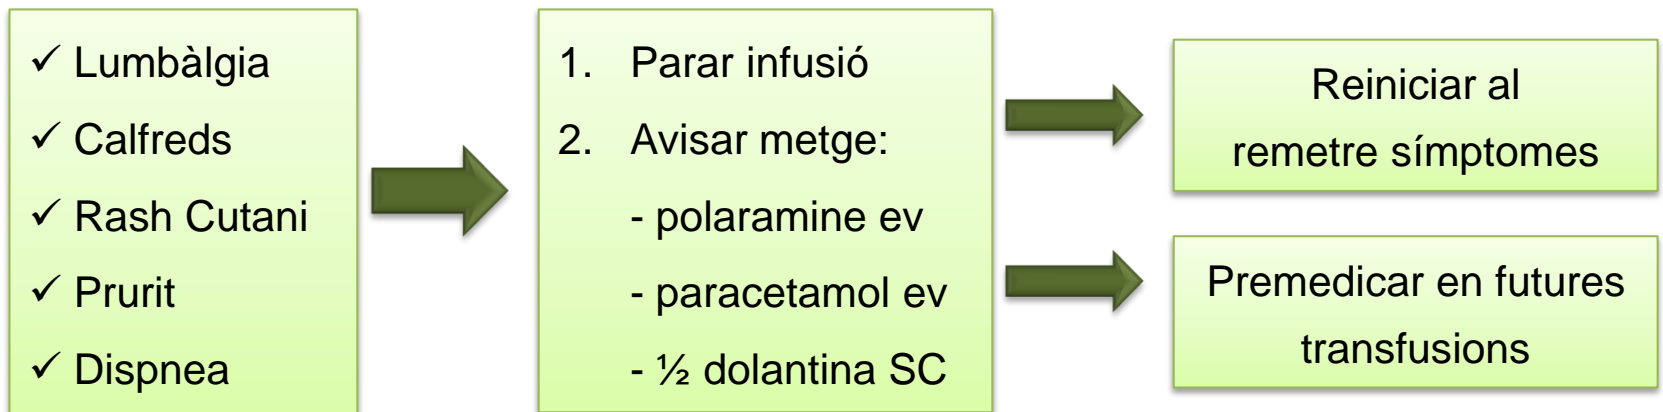 ✓ Lumbàlgia
✓ Calfreds
✓ Rash Cutani
✓ Prurit
✓ Dispnea
1. Parar infusió
2. Avisar metge:
- polaramine ev
- paracetamol ev
- ½ dolantina SC
Reiniciar al
remetre símptomes
Premedicar en futures
transfusions